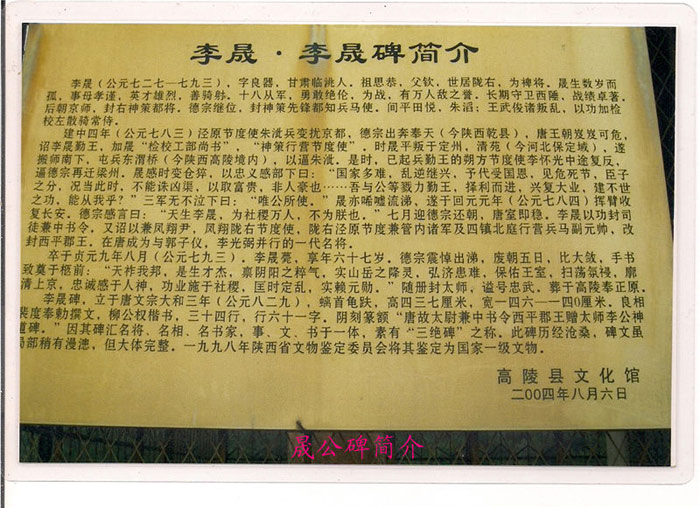 李晟·李晟碑简介
李晟（公元七二七—七九三），字良器，甘肃临洮人，祖思恭，父钦，世居陇右，为裨将。晟生数岁而
孤，事母孝谨，英才雄烈，善骑射。十八从军，勇敢绝伦，为战，有万人敌之誉，长期守卫西陲，战绩卓著。
后朝京师，封右神策都将。德宗继位，封神策先锋都知兵马使。间平田悦，朱滔；王武俊诸叛乱，以功加检
校左散骑常侍。
建中四年（公元七八三）泾原节度使朱泚兵变扰京都，德宗出奔奉天（今陕西乾县），唐王朝岌岌可危，
诏李晟勤王，加晟“检校工部尚书”，“神策行营节度使”。时晟平叛于定州，清苑（今河北保定域），遂
搬师南下，屯兵东渭桥（今陕西高陵境内），以逼朱泚。是时，已起兵勤王的朔方节度使李怀光中途复反，
逼德宗再迁梁州。晟感时变仓猝，以忠义感部下曰：“国家多难，乱逆继兴，予代受国恩，见危死节，臣子
之分，况当此时，不能诛凶渠，以取富贵，非人豪也……吾与公等戮力勤王，择利而进，兴复大业，建不世
之功，能从我乎？”三军无不泣下曰：“唯公所使。”晟亦唏嘘流涕，遂于回元元年（公元七八四）挥臂收
复长安。德宗感言曰：“天生李晟，为社稷万人，不为朕也。”七月迎德宗还朝，唐室即稳，李晟以功封司
徒兼中书令，又诏以兼凤翔尹，凤翔陇右节度使，陇右泾原节度兼管内诸军及四镇北庭行营兵马副元帅，改
封西平郡王。在唐成为与郭子仪，李光弼并行的一代名将。
卒于贞元九年八月（公元七九三）。李晟薨，享年六十七岁。德宗震悼出涕，废朝五日，比大敛，手书
致奠于柩前：“天祚我邦，是生才杰，禀阴阳之粹气，实山岳之降灵，弘济患难，保佑王室，扫荡氛祲，廓
清上京，忠诚感于人神，功业施于社稷，匡时定乱，实赖元勋。”随册封太师，谥号忠武。葬于高陵奉正原。
李晟碑，立于唐文宗大和三年（公元八二九），螭首龟趺，高四三七厘米，宽一四六—一四0厘米。良相
裴度奉勅撰文，柳公权楷书，三十四行，行六十一字。阴刻篆额“唐故太尉兼中书令西平郡王赠太师李公神
道碑。”因其碑汇名将、名相、名书家，事、文、书于一体，素有“三绝碑”之称。此碑历经沧桑，碑文虽
局部稍有漫漶，但大体完整。一九九八年陕西省文物鉴定委员会将其鉴定为国家一级文物。
高陵县文化馆
二00四年八月六日
晟公碑简介